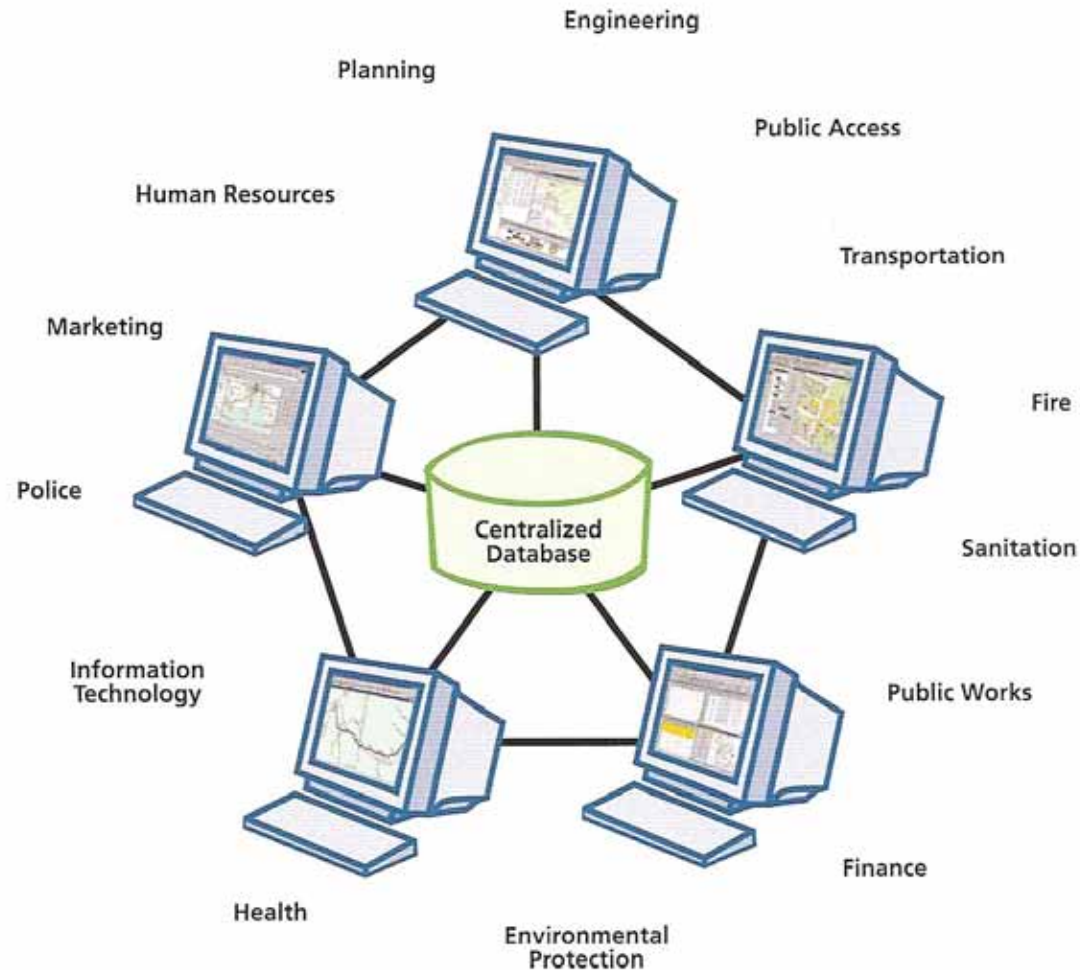 Engineering
Planning
Public Access
Human Resources
Transportation
Marketing
Fire
Police
Centralized
Database
Sanitation
Information
Technology
Public Works
Finance
Health
Environmental
Protection